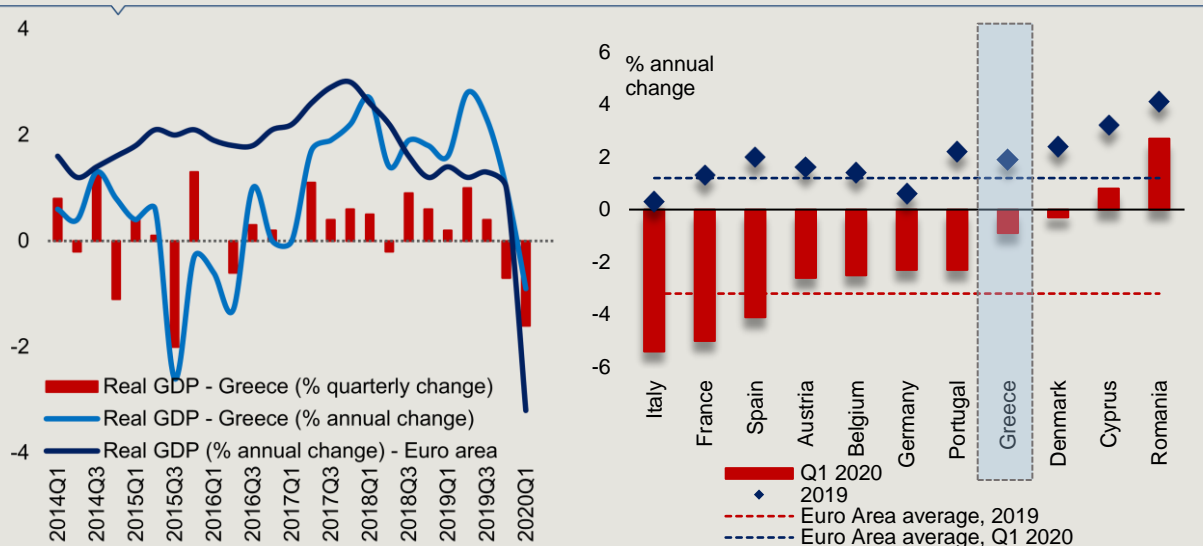 4
2
0
-2
-4
Real GDP - Greece (% quarterly change)
Real GDP - Greece (% annual change)
Real GDP (% annual change) - Euro area
2014Q1
2014Q3
2015Q1
2015Q3
2016Q1
2016Q3
2017Q1
2017Q3
2018Q1
2018Q3
2019Q1
2019Q3
2020Q1
6
4
2
0
-2
-4
-6
% annual
change
Italy
France
Spain
Austria
Belgium
Germany
Portugal
Greece
Denmark
Cyprus
Romania
Q1 2020
2019
Euro Area average, 2019
Euro Area average, Q1 2020